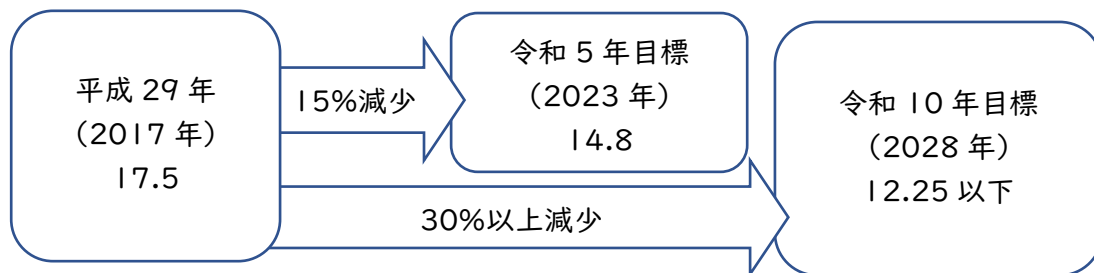 平成 29 年
(2017 年)
17.5
15%減少
令和 5 年目標
(2023 年)
14.8
30%以上減少
令和 10 年目標
(2028 年)
12.25 以下